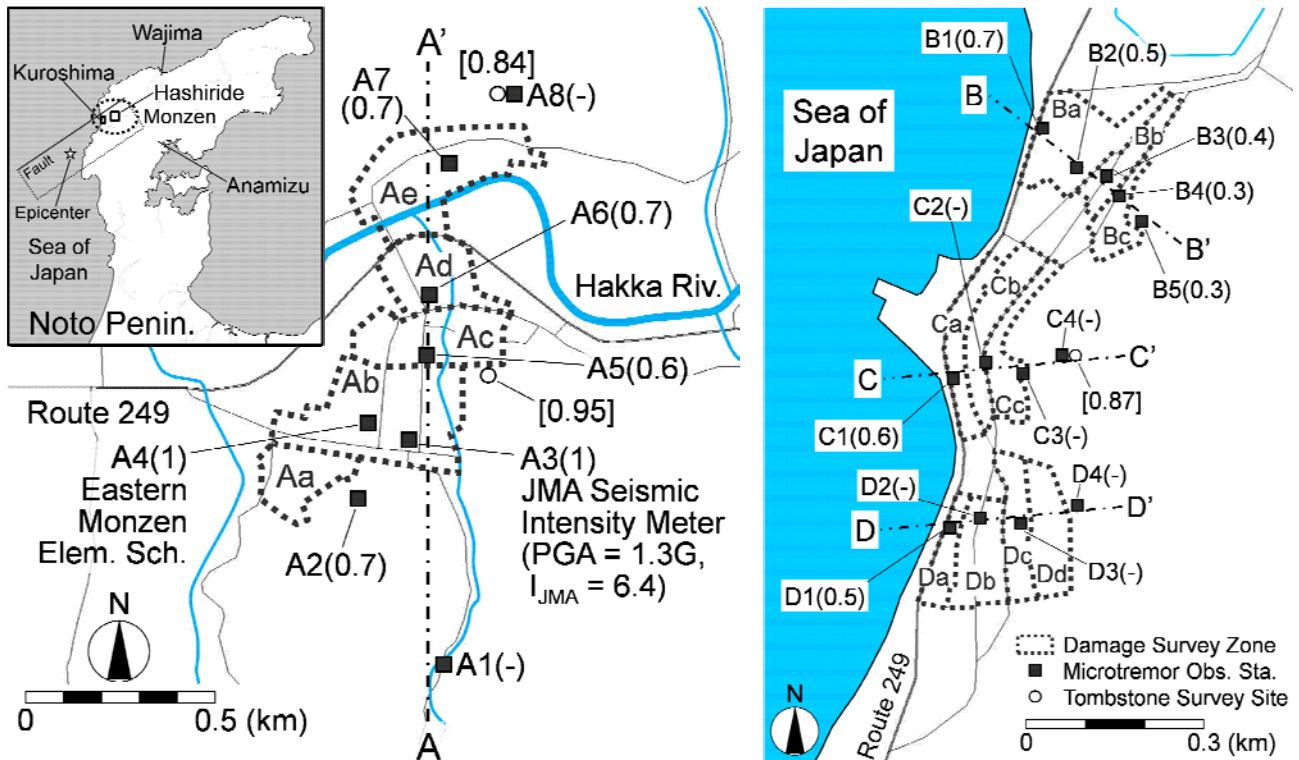 Wajima
Kuroshima
Hashiride
Monzen
Fault
Anamizu
Epicenter
Sea of
Japan
Noto Penin.
A'
[0.84]
A7
(0.7)
A8(-)
Ae
A6(0.7)
Ad
Hakka Riv.
Ac
A5(0.6)
Ab
[0.95]
Route 249
A4(1)
Eastern
Monzen
Elem. Sch.
Aa
A3(1)
JMA Seismic
Intensity Meter
(PGA = 1.3G,
IJMA = 6.4)
A2(0.7)
N
A1(-)
0 0.5 (km)
A
B1(0.7)
B2(0.5)
B
Sea of
Japan
Ba
Bb
B3(0.4)
B4(0.3)
C2(-)
Bc
B'
B5(0.3)
Cb
Ca
C4(-)
C'
C
[0.87]
Cc
C1(0.6)
C3(-)
D2(-)
D4(-)
D'
D
Dc
Da
Db
Dd
D3(-)
D1(0.5)
Damage Survey Zone
Microtremor Obs. Sta.
Tombstone Survey Site
N
Route 249
0 0.3 (km)